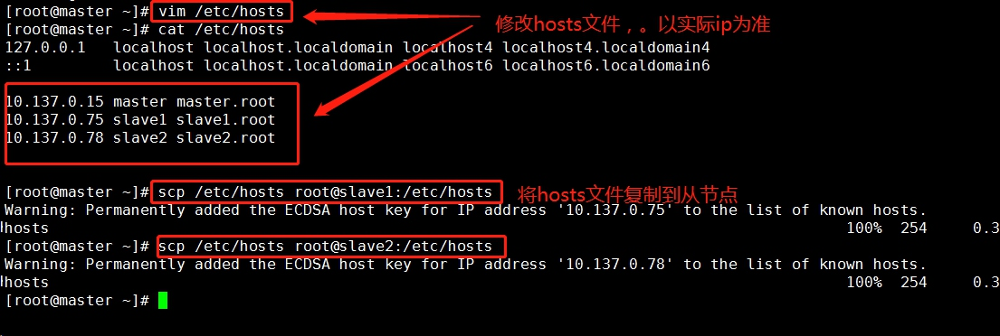 [root@master ~]# vim /etc/hosts
修改hosts文件，。以实际ip为准
[root@master ~]# cat /etc/hosts
127.0.0.1   localhost localhost.localdomain localhost4 localhost4.localdomain4
::1         localhost localhost.localdomain localhost6 localhost6.localdomain6
10.137.0.15 master master.root
10.137.0.75 slave1 slave1.root
10.137.0.78 slave2 slave2.root
[root@master ~]# scp /etc/hosts root@slave1:/etc/hosts
将hosts文件复制到从节点
Warning: Permanently added the ECDSA host key for IP address '10.137.0.75' to the list of known hosts.
hosts 100% 254 0.3
[root@master ~]# scp /etc/hosts root@slave2:/etc/hosts
Warning: Permanently added the ECDSA host key for IP address '10.137.0.78' to the list of known hosts.
hosts 100% 254 0.3
[root@master ~]#